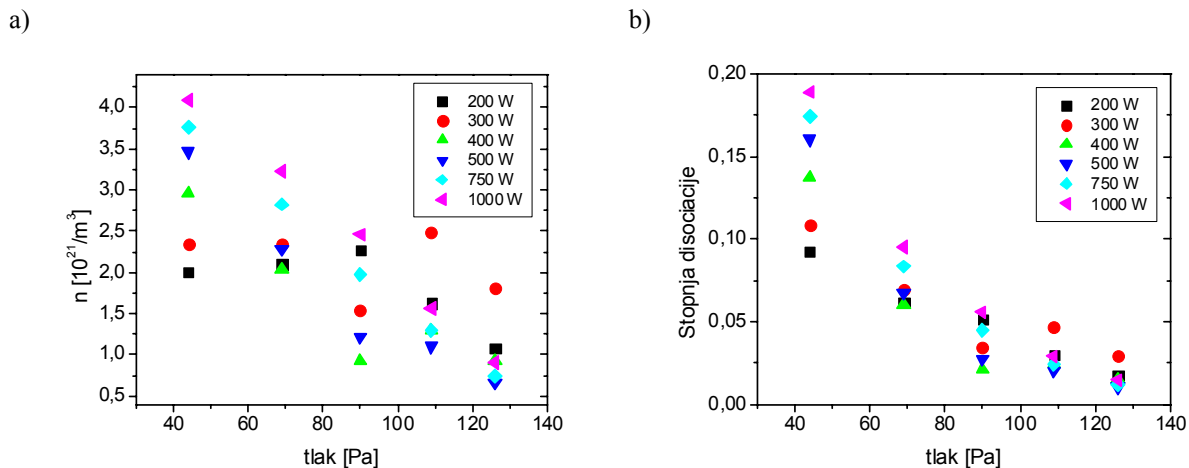 a)
b)
4,0
3,5
3,0
2,5
2,0
1,5
1,0
0,5
n [10²¹/m³]
200 W
300 W
400 W
500 W
750 W
1000 W
40 60 80 100 120 140
tlak [Pa]
0,20
0,15
0,10
0,05
0,00
Stopnja disociacije
200 W
300 W
400 W
500 W
750 W
1000 W
40 60 80 100 120 140
tlak [Pa]